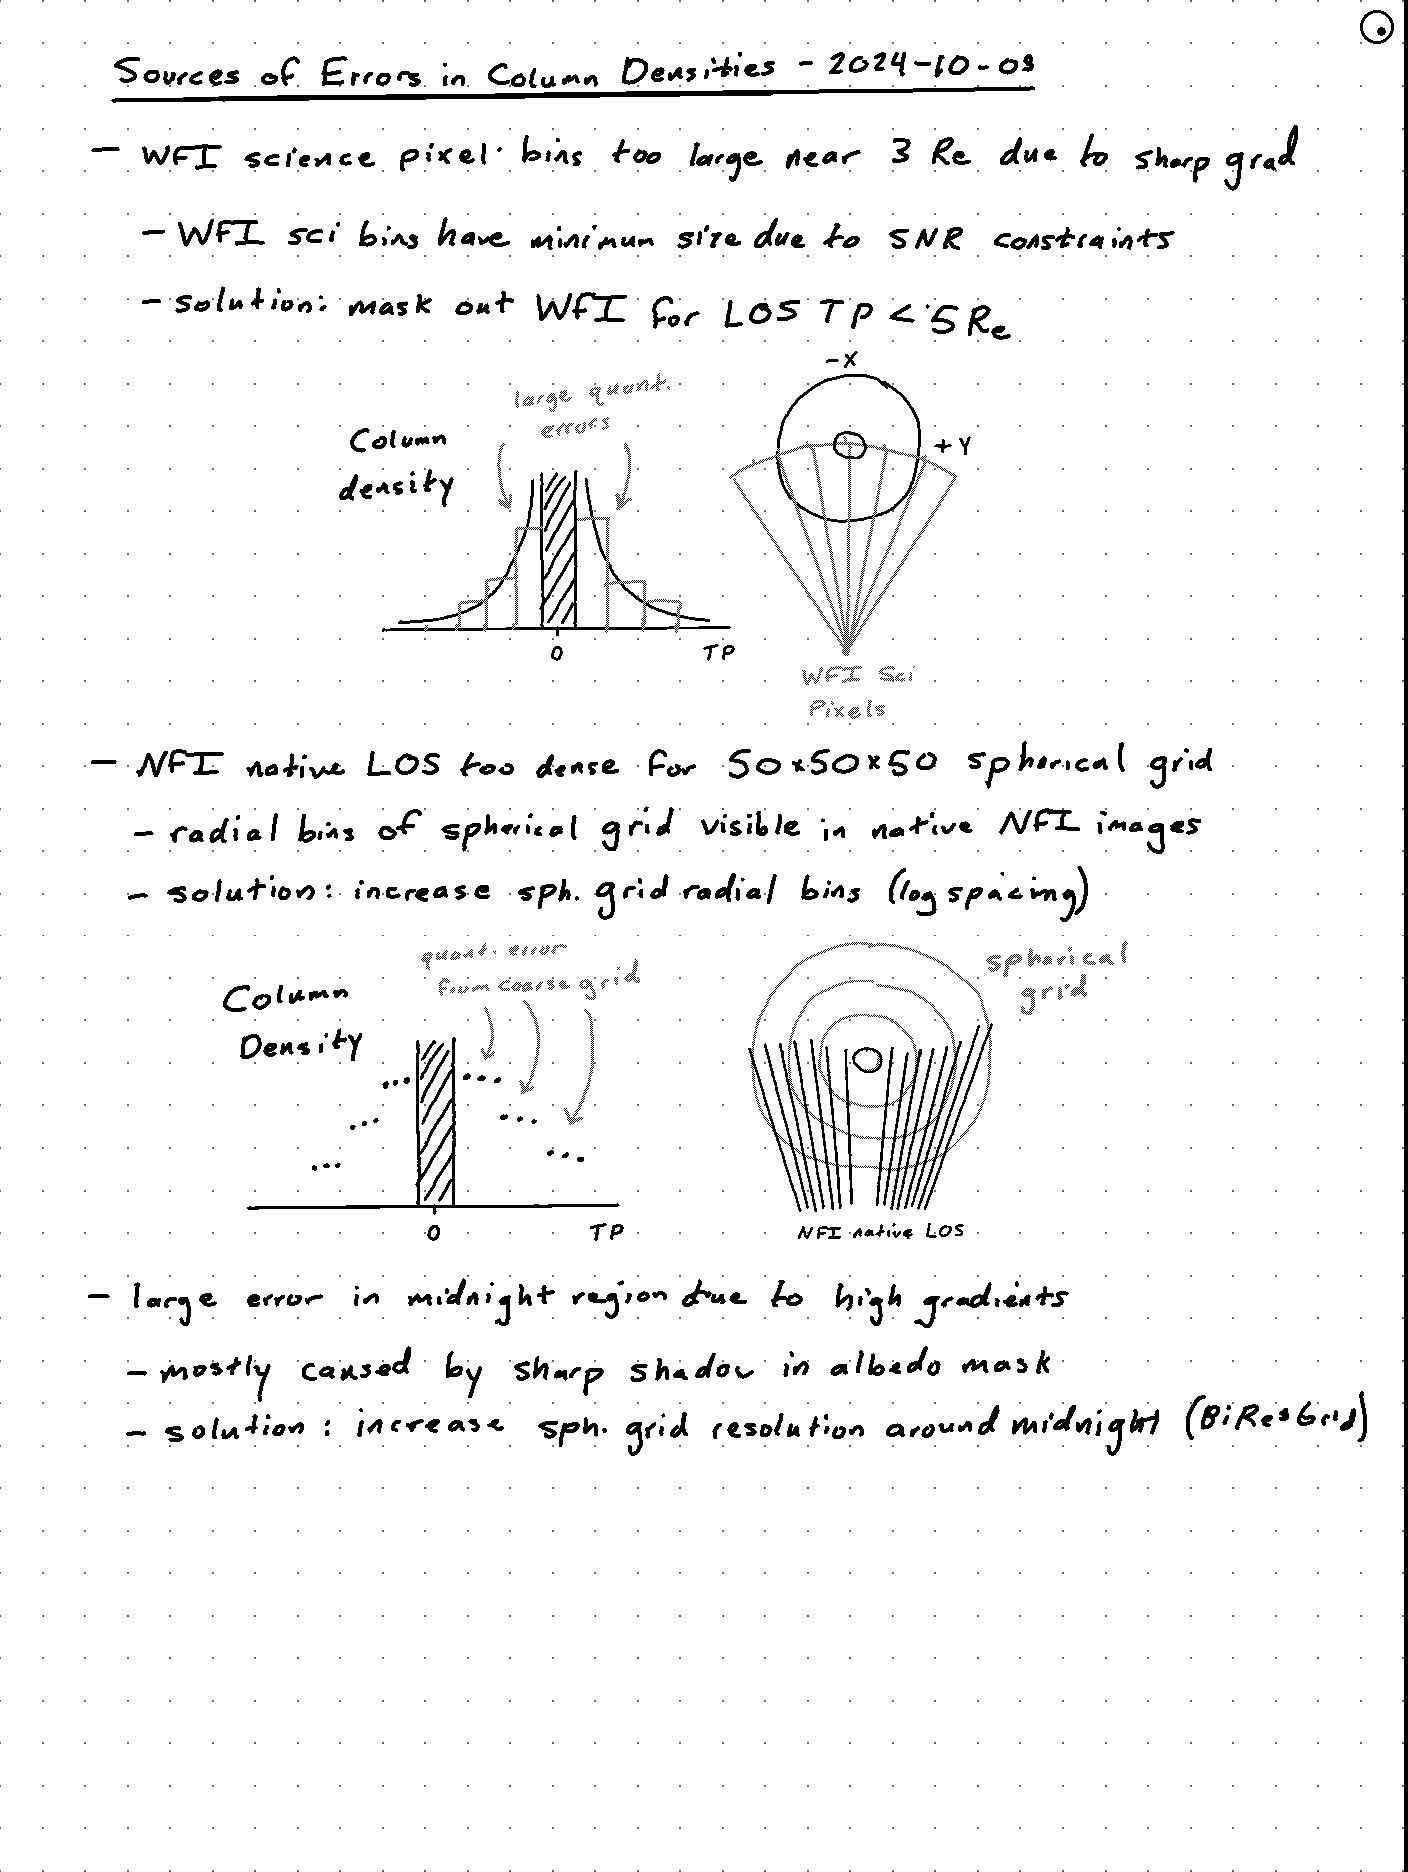 Sources of Errors in Column Densities - 2024-10-08
- WFI science pixel bins too large near 3 Re due to sharp grad
- WFI sci bins have minimun size due to SNR constraints
- solution: mask out WFI for LOS TP < 5 Re
-X
large quant.
errors
Column
density
+Y
0
TP
WFI Sci
Pixels
- NFI native LOS too dense for 50x50x50 spherical grid
- radial bins of spherical grid visible in native NFI images
- solution: increase sph. grid radial bins (log spacing)
quant. error
from coarse grid
spherical
grid
Column
Density
0
TP
NFI native LOS
- large error in midnight region due to high gradients
- mostly caused by sharp shadow in albedo mask
- solution: increase sph. grid resolution around midnight (BiResGrid)